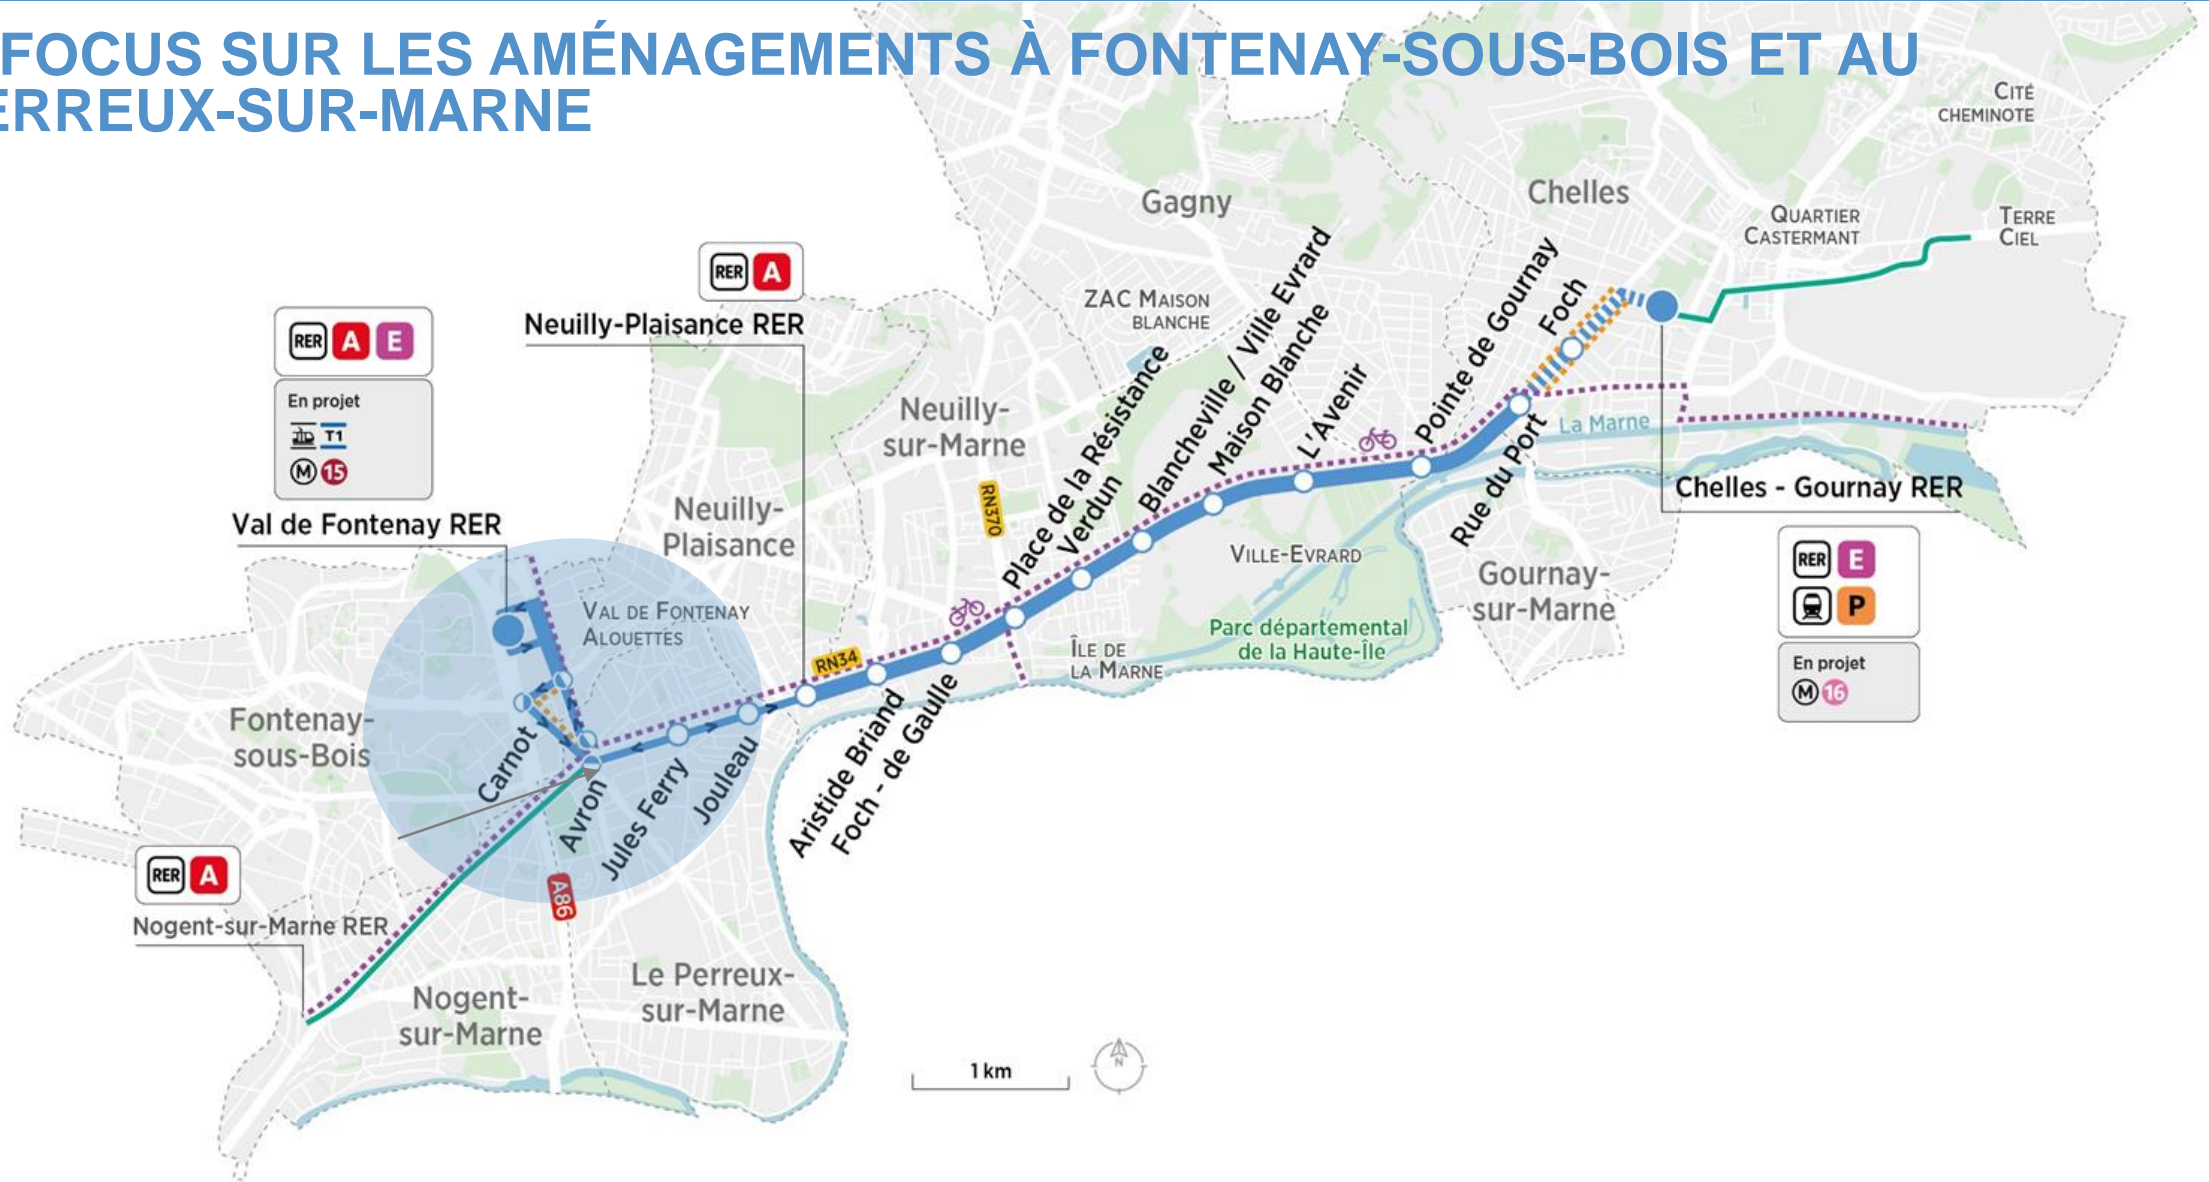 FOCUS SUR LES AMÉNAGEMENTS À FONTENAY-SOUS-BOIS ET AU
ERREUX-SUR-MARNE
CITÉ
CHEMINOTE
Gagny
Chelles
QUARTIER
CASTERMANT
TERRE
CIEL
RER A
Neuilly-Plaisance RER
ZAC MAISON
BLANCHE
RER A E
En projet
T1
M 15
Val de Fontenay RER
Neuilly-
sur-Marne
Neuilly-
Plaisance
RN370
Place de la Résistance
Verdun
Blancheville / Ville Evrard
Maison Blanche
L'Avenir
Pointe de Gournay
Foch
Rue du Port
La Marne
Chelles - Gournay RER
RER E
P
En projet
M 16
VILLE-EVRARD
Gournay-
sur-Marne
Parc départemental
de la Haute-Île
ÎLE DE
LA MARNE
VAL DE FONTENAY
ALOUETTES
RN34
Fontenay-
sous-Bois
Carnot
Avron
Jules Ferry
Jouleau
Aristide Briand
Foch - de Gaulle
A86
RER A
Nogent-sur-Marne RER
Nogent-
sur-Marne
Le Perreux-
sur-Marne
1 km
N